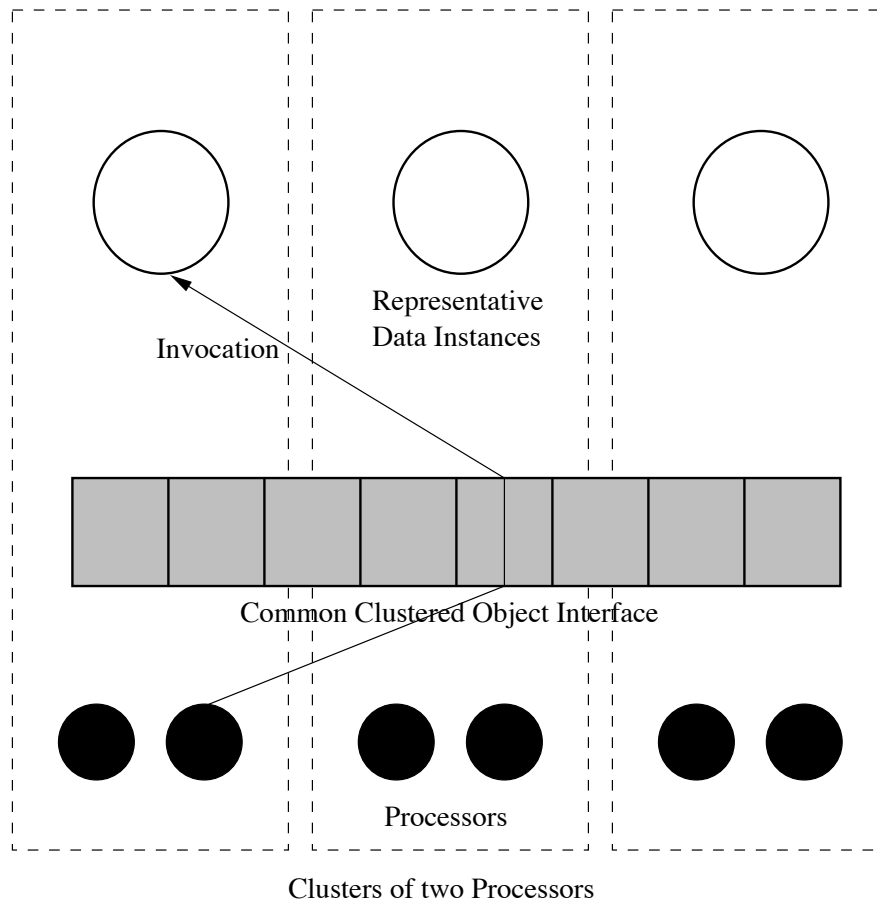 Representative
Data Instances
Invocation
Common Clustered Object Interface
Processors
Clusters of two Processors